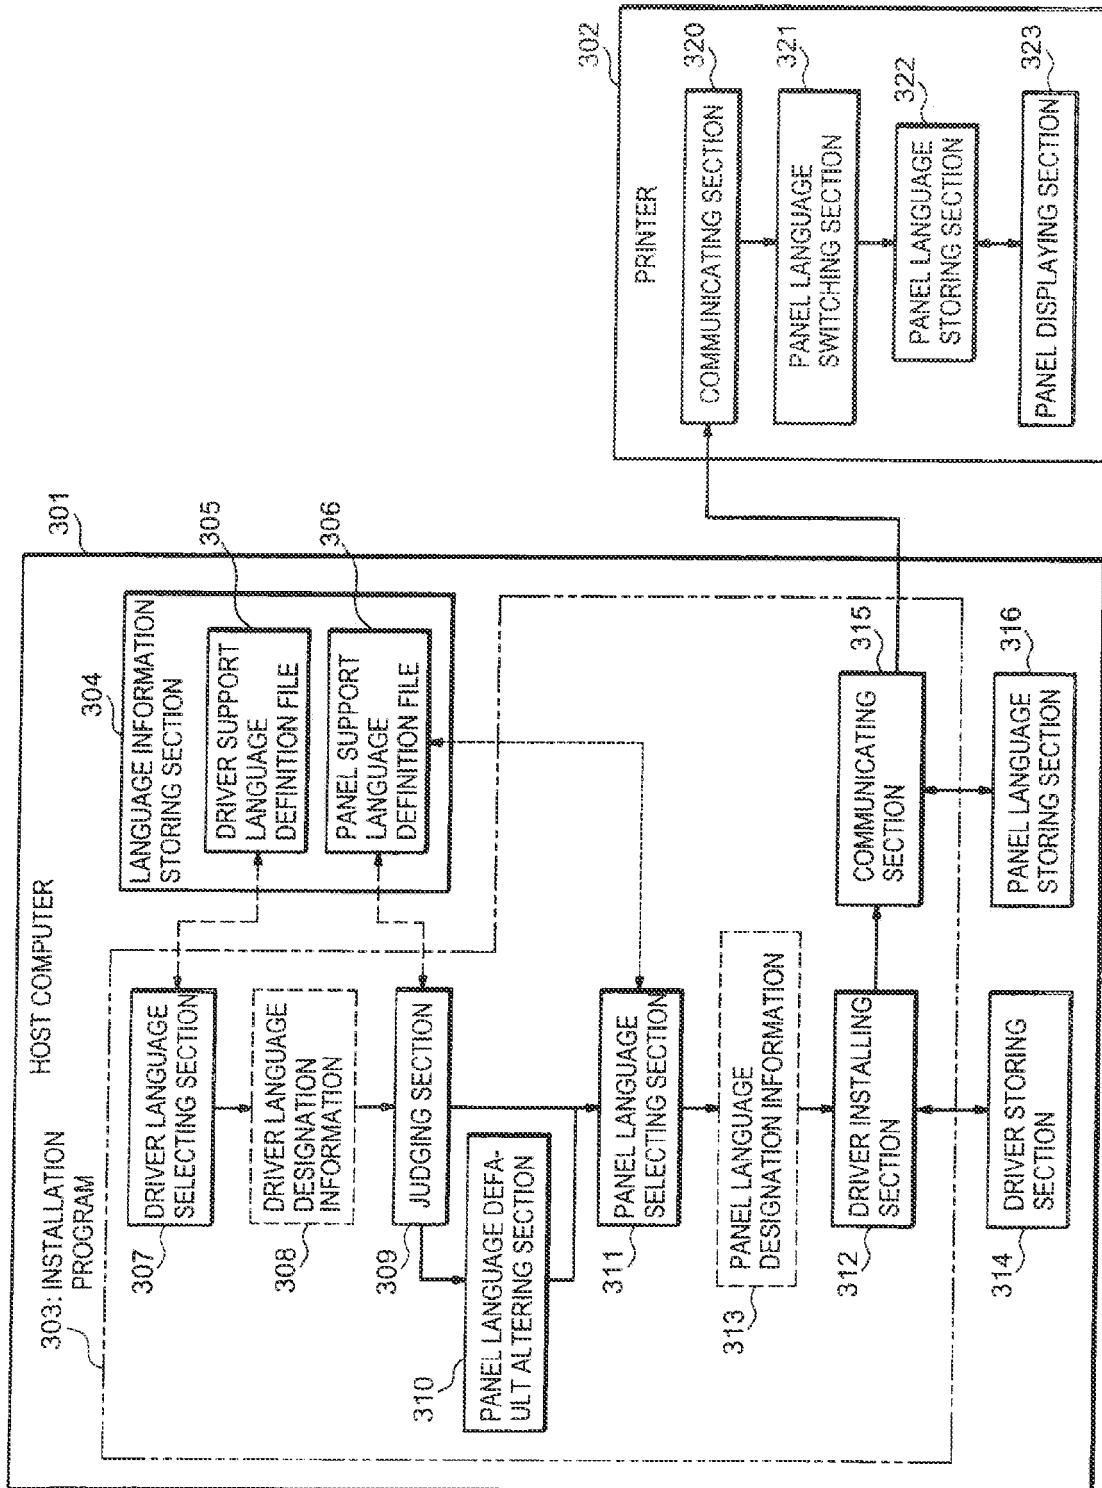 HOST COMPUTER
301
303: INSTALLATION
PROGRAM
304
LANGUAGE INFORMATION
STORING SECTION
305
DRIVER SUPPORT
LANGUAGE
DEFINITION FILE
306
PANEL SUPPORT
LANGUAGE
DEFINITION FILE
307
DRIVER LANGUAGE
SELECTING SECTION
308
DRIVER LANGUAGE
DESIGNATION
INFORMATION
309
JUDGING SECTION
310
PANEL LANGUAGE DEFA-
ULT ALTERING SECTION
311
PANEL LANGUAGE
SELECTING SECTION
313
PANEL LANGUAGE
DESIGNATION INFORMATION
312
DRIVER INSTALLING
SECTION
315
COMMUNICATING
SECTION
314
DRIVER STORING
SECTION
316
PANEL LANGUAGE
STORING SECTION
302
PRINTER
320
COMMUNICATING SECTION
321
PANEL LANGUAGE
SWITCHING SECTION
322
PANEL LANGUAGE
STORING SECTION
323
PANEL DISPLAYING SECTION